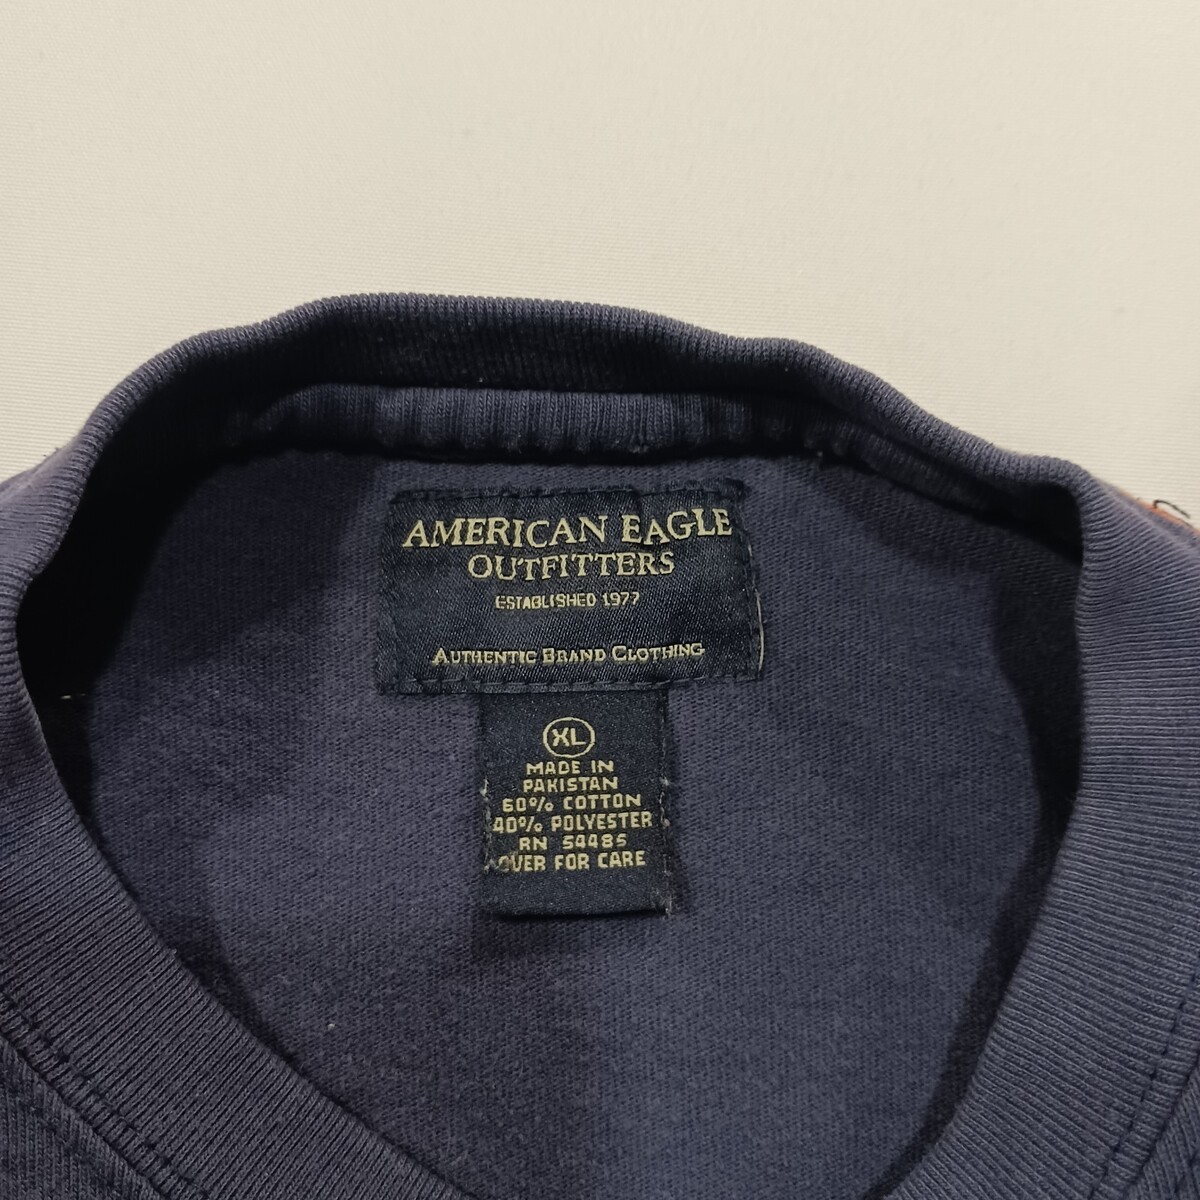 AMERICAN EAGLE
OUTFITTERS
ESTABLISHED 1977
AUTHENTIC BRAND CLOTHING
XL
MADE IN
PAKISTAN
60% COTTON
40% POLYESTER
RN 54485
OVER FOR CARE